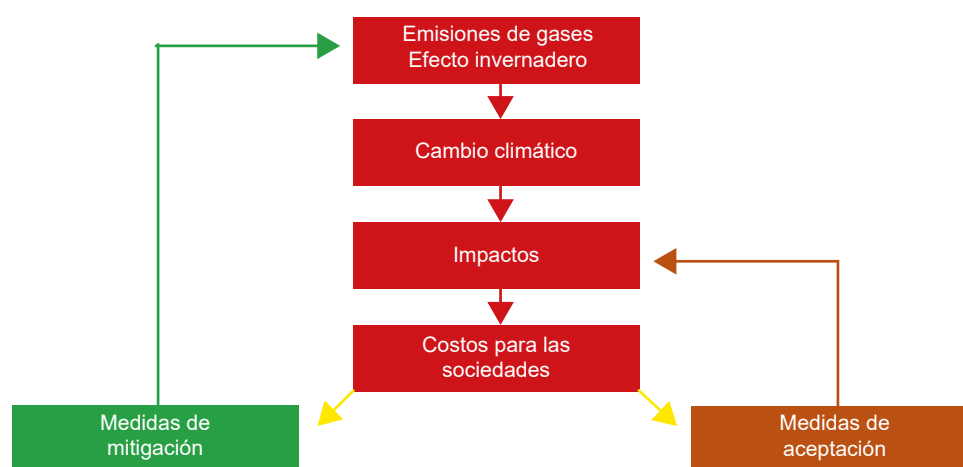 Emisiones de gases
Efecto invernadero
Cambio climático
Impactos
Costos para las
sociedades
Medidas de
mitigación
Medidas de
aceptación